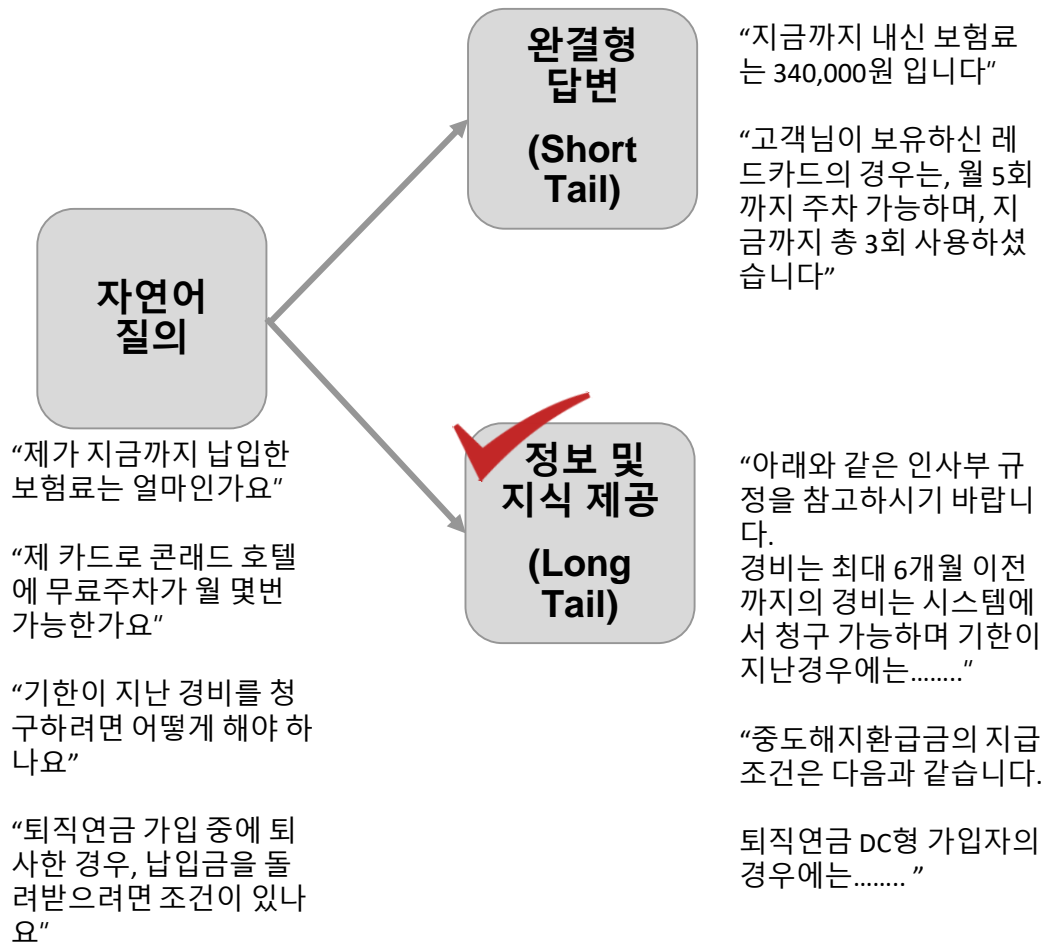 자연어
질의
“제가 지금까지 납입한
보험료는 얼마인가요”
“제 카드로 콘래드 호텔
에 무료주차가 월 몇번
가능한가요”
“기한이 지난 경비를 청
구하려면 어떻게 해야 하
나요”
“퇴직연금 가입 중에 퇴
사한 경우, 납입금을 돌
려받으려면 조건이 있나
요”
완결형
답변
(Short
Tail)
“지금까지 내신 보험료
는 340,000원 입니다”
“고객님이 보유하신 레
드카드의 경우는, 월 5회
까지 주차 가능하며, 지
금까지 총 3회 사용하셨
습니다”
정보 및
지식 제공
(Long
Tail)
“아래와 같은 인사부 규
정을 참고하시기 바랍니
다.
경비는 최대 6개월 이전
까지의 경비는 시스템에
서 청구 가능하며 기한이
지난경우에는........”
“중도해지환급금의 지급
조건은 다음과 같습니다.
퇴직연금 DC형 가입자의
경우에는........ ”